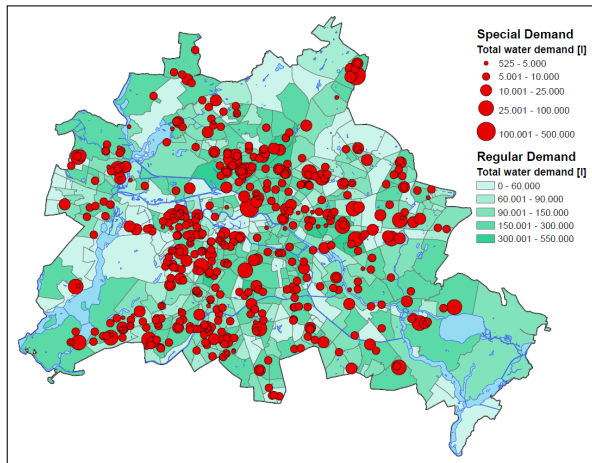 Special Demand
Total water demand [l]
525 - 5.000
5.001 - 10.000
10.001 - 25.000
25.001 - 100.000
100.001 - 500.000
Regular Demand
Total water demand [l]
0 - 60.000
60.001 - 90.000
90.001 - 150.000
150.001 - 300.000
300.001 - 550.000